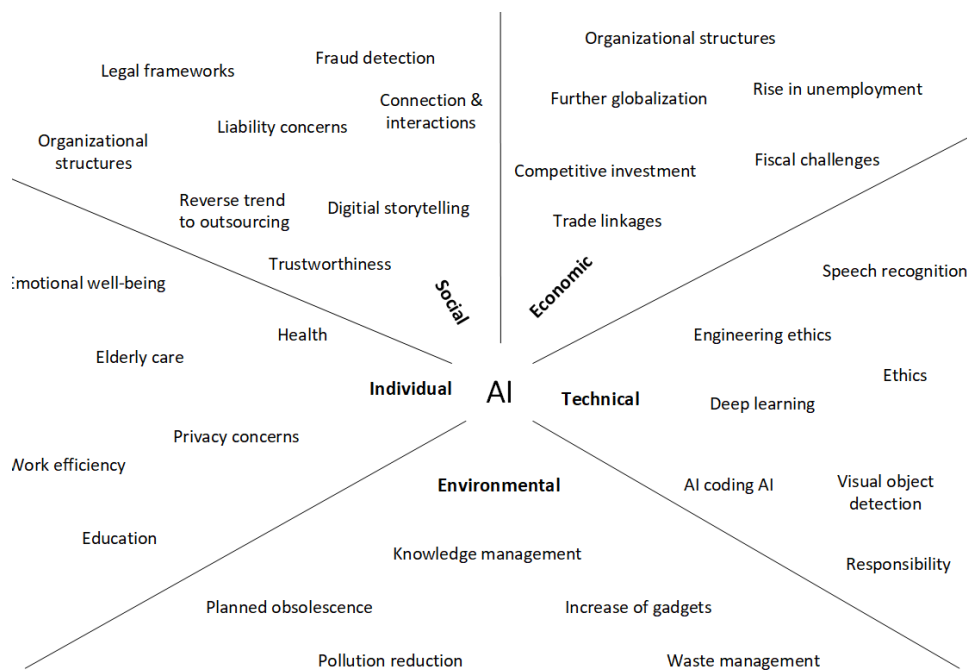 Organizational structures
Fraud detection
Legal frameworks
Rise in unemployment
Further globalization
Connection &
interactions
Liability concerns
Organizational
structures
Fiscal challenges
Competitive investment
Reverse trend
to outsourcing
Digitial storytelling
Trade linkages
Trustworthiness
Social
Economic
Emotional well-being
Speech recognition
Health
Engineering ethics
Elderly care
Ethics
Individual
AI
Technical
Deep learning
Privacy concerns
Work efficiency
Environmental
AI coding AI
Visual object
detection
Education
Knowledge management
Responsibility
Planned obsolescence
Increase of gadgets
Pollution reduction
Waste management